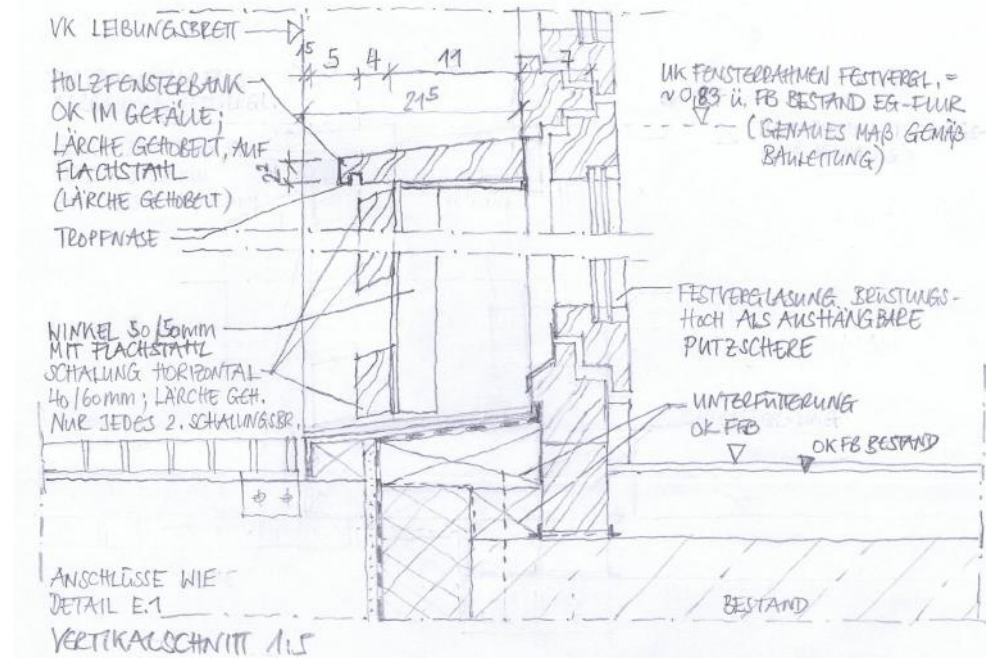 VK LEIBUNGSBRETT
1⁵ 5 4 11 7
21⁵
HOLZFENSTERBANK
OK IM GEFÄLLE;
LÄRCHE GEHOBELT, AUF
FLACHSTAHL
(LÄRCHE GEHOBELT)
TROPFNASE
UK FENSTERRAHMEN FESTVERGL. =
~ 0,83 ü. FB BESTAND EG-FLUR
(GENAUES MAẞ GEMÄẞ
BAULEITUNG)
WINKEL 50/50mm
MIT FLACHSTAHL
SCHALUNG HORIZONTAL
40/60mm; LÄRCHE GEH.
NUR JEDES 2. SCHALUNGSBR.
FESTVERGLASUNG BRÜSTUNGS-
HOCH ALS AUSHÄNGBARE
PUTZSCHERE
UNTERFÜTTERUNG
OK FFB
OK FB BESTAND
ANSCHLÜSSE WIE
DETAIL E.1
BESTAND
VERTIKALSCHNITT 1:5